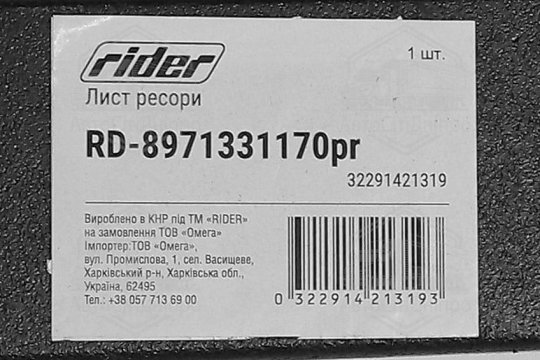 rider
1 шт.
Лист ресори
RD-8971331170pr
32291421319
Вироблено в КНР під ТМ «RIDER»
на замовлення ТОВ «Омега»
Імпортер:ТОВ «Омега»,
вул. Промислова, 1, сел. Васищеве,
Харківський р-н, Харківська обл.,
Україна, 62495
Тел.: +38 057 713 69 00
0 322914 213193